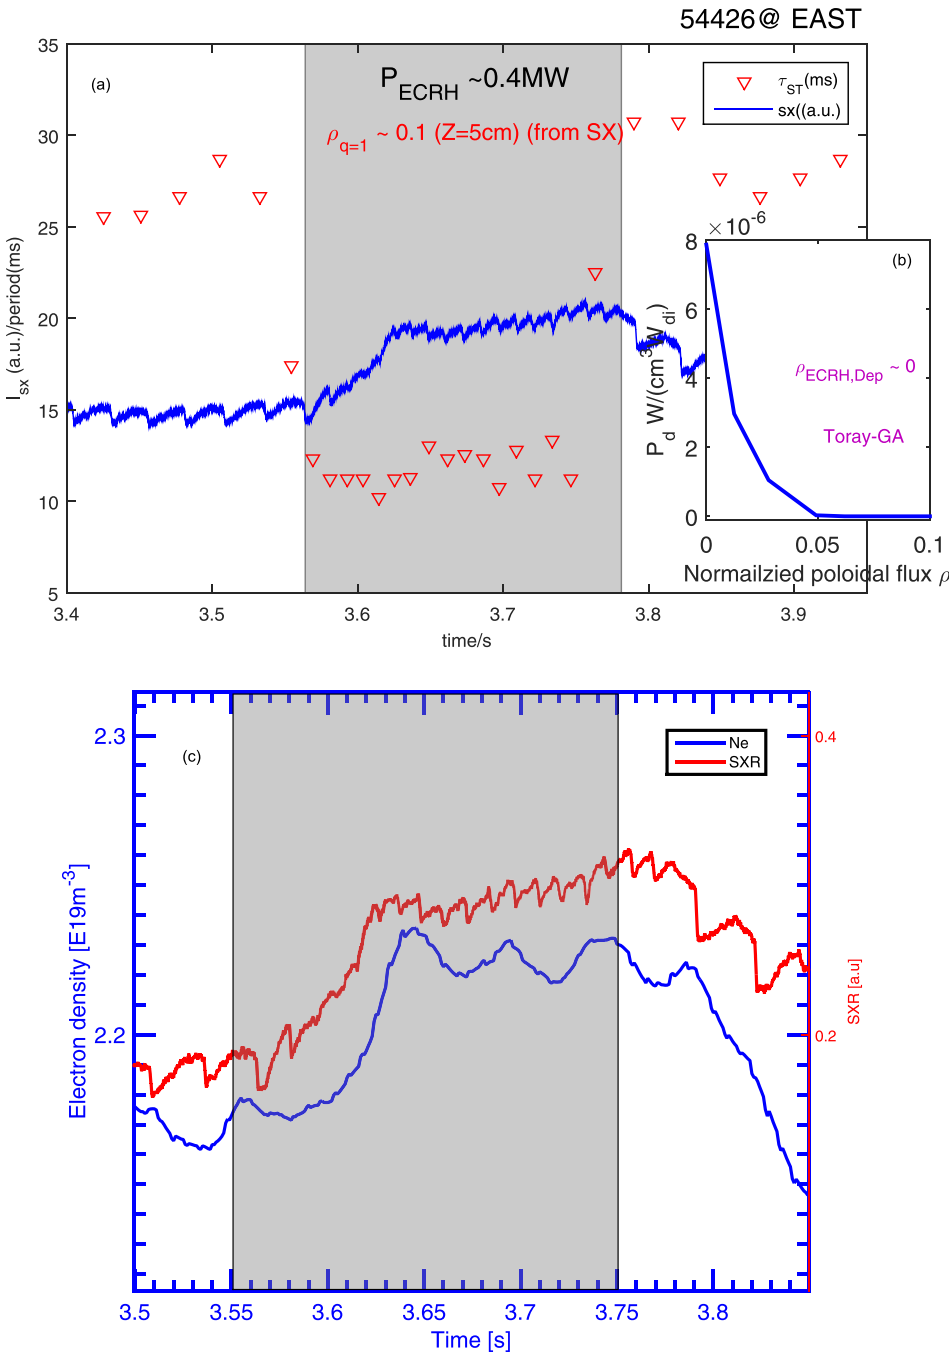 54426@ EAST
35
30
25
20
15
10
5
I_sx (a.u.)/period(ms)
(a)
P_ECRH ~0.4MW
ρ_q=1 ~ 0.1 (Z=5cm) (from SX)
τ_ST(ms)
sx((a.u.)
3.4
3.5
3.6
3.7
3.8
3.9
time/s
×10^-6
8
6
4
2
0
P_d W/(cm^3W_di)
(b)
ρ_ECRH,Dep ~ 0
Toray-GA
0
0.05
0.1
Normailzied poloidal flux ρ
(c)
Ne
SXR
2.3
2.2
Electron density [E19m^-3]
0.4
0.2
SXR [a.u]
3.5
3.55
3.6
3.65
3.7
3.75
3.8
Time [s]